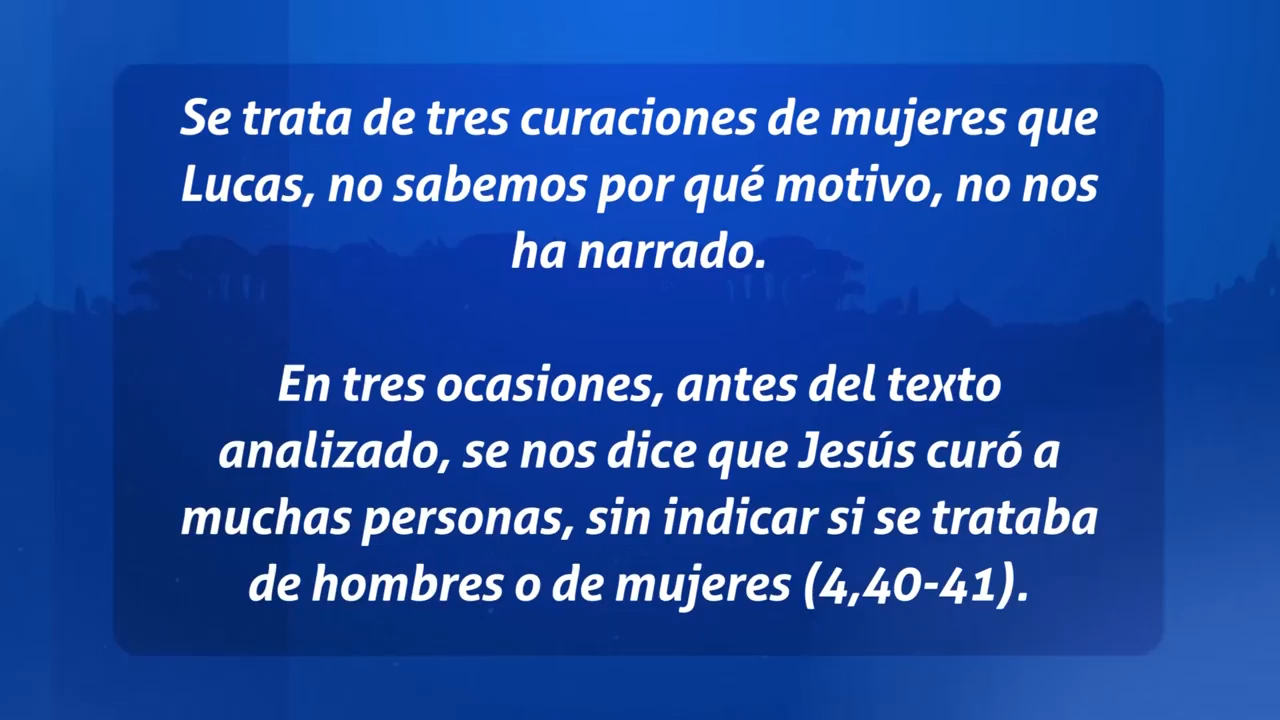 Se trata de tres curaciones de mujeres que
Lucas, no sabemos por qué motivo, no nos
ha narrado.
En tres ocasiones, antes del texto
analizado, se nos dice que Jesús curó a
muchas personas, sin indicar si se trataba
de hombres o de mujeres (4,40-41).